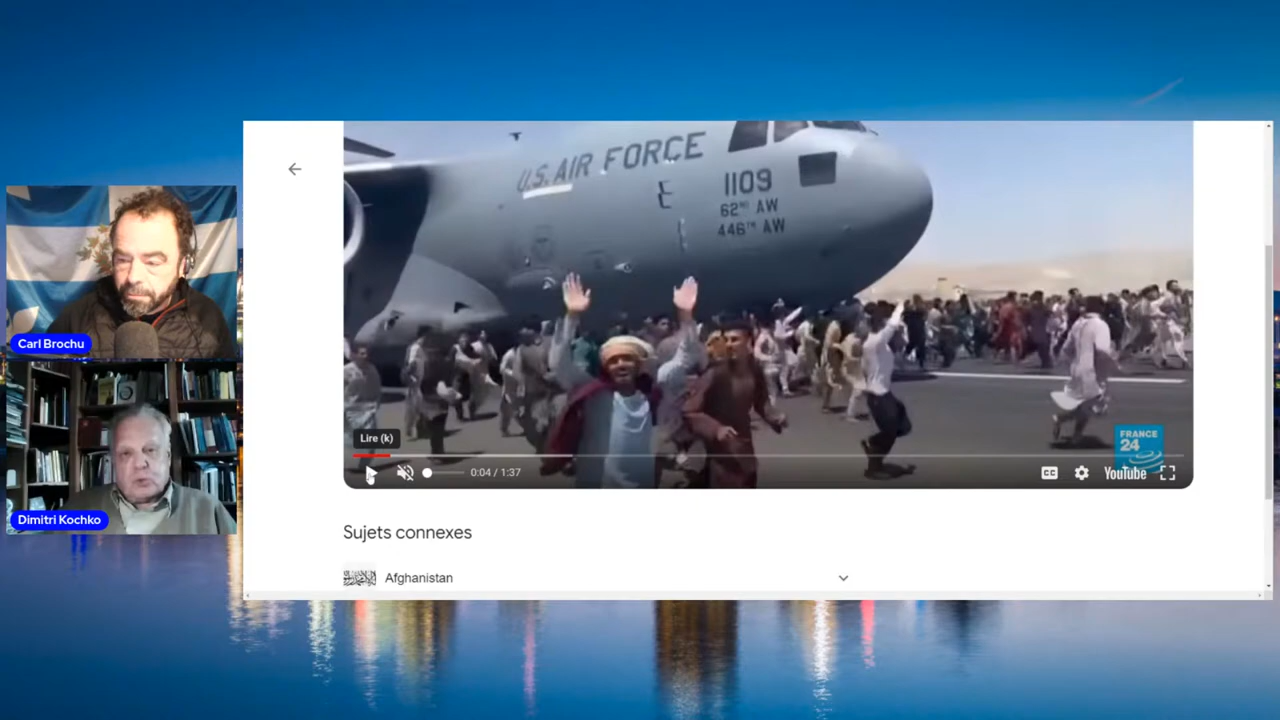 Carl Brochu
Dimitri Kochko
U.S. AIR FORCE
1109
62ND AW
446TH AW
FRANCE
24
Lire (k)
0:04 / 1:37
CC
YouTube
Sujets connexes
Afghanistan